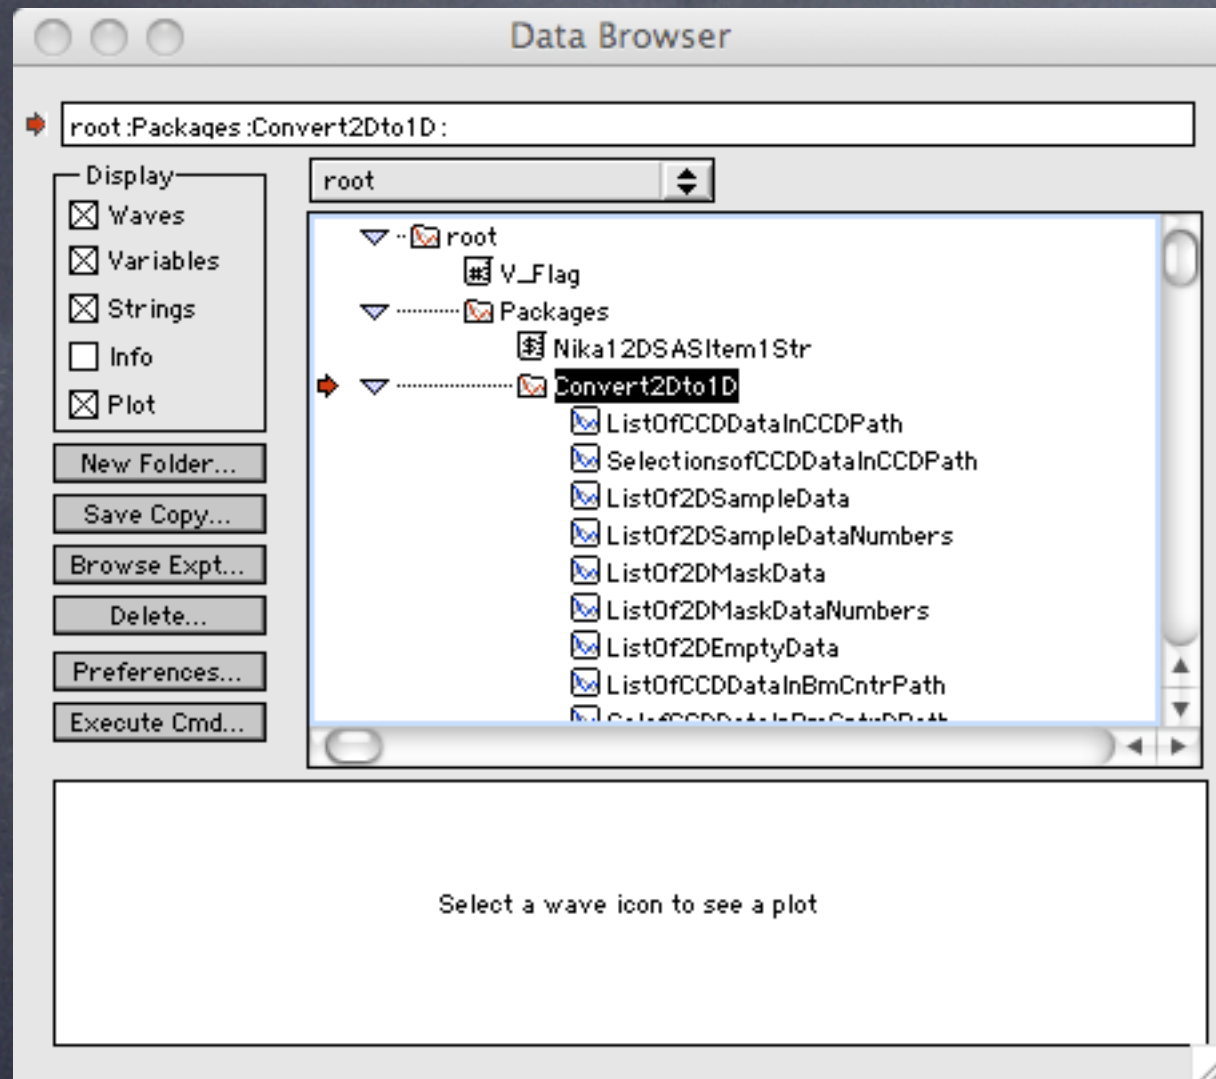 Data Browser
root:Packages:Convert2Dto1D:
Display
Waves
Variables
Strings
Info
Plot
New Folder...
Save Copy...
Browse Expt...
Delete...
Preferences...
Execute Cmd...
root
root
V_Flag
Packages
Nika12DSASItem1Str
Convert2Dto1D
ListOfCCDDataInCCDPath
SelectionsofCCDDataInCCDPath
ListOf2DSampleData
ListOf2DSampleDataNumbers
ListOf2DMaskData
ListOf2DMaskDataNumbers
ListOf2DEmptyData
ListOfCCDDataInBmCntrPath
Select a wave icon to see a plot